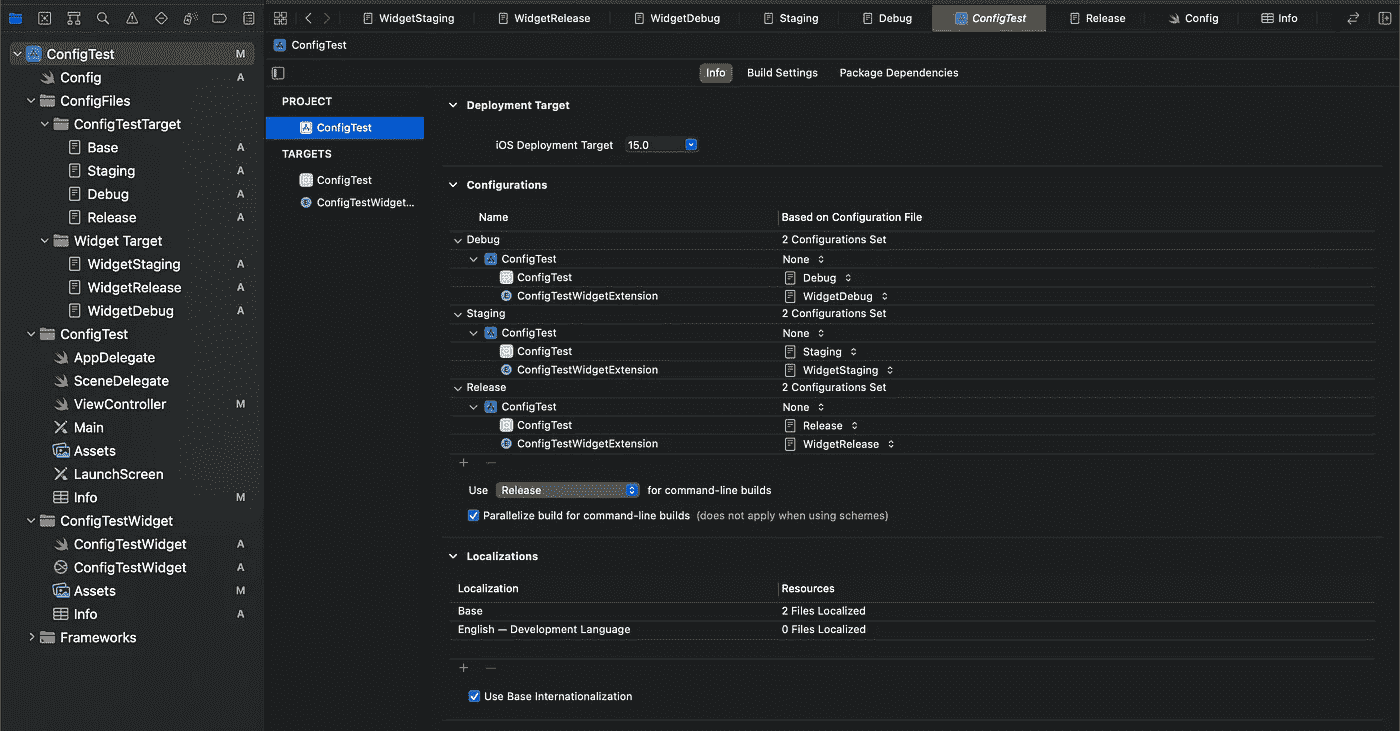 WidgetStaging WidgetRelease WidgetDebug Staging Debug ConfigTest Release Config Info
ConfigTest M
Config A
ConfigFiles
ConfigTestTarget
Base A
Staging A
Debug A
Release A
Widget Target
WidgetStaging A
WidgetRelease A
WidgetDebug A
ConfigTest
AppDelegate
SceneDelegate
ViewController M
Main
Assets
LaunchScreen
Info M
ConfigTestWidget
ConfigTestWidget A
ConfigTestWidget A
Assets M
Info A
Frameworks
ConfigTest
Info Build Settings Package Dependencies
PROJECT
ConfigTest
TARGETS
ConfigTest
ConfigTestWidget...
Deployment Target
iOS Deployment Target 15.0
Configurations
Name Based on Configuration File
Debug 2 Configurations Set
ConfigTest None
ConfigTest Debug
ConfigTestWidgetExtension WidgetDebug
Staging 2 Configurations Set
ConfigTest None
ConfigTest Staging
ConfigTestWidgetExtension WidgetStaging
Release 2 Configurations Set
ConfigTest None
ConfigTest Release
ConfigTestWidgetExtension WidgetRelease
Use Release for command-line builds
Parallelize build for command-line builds (does not apply when using schemes)
Localizations
Localization Resources
Base 2 Files Localized
English — Development Language 0 Files Localized
Use Base Internationalization